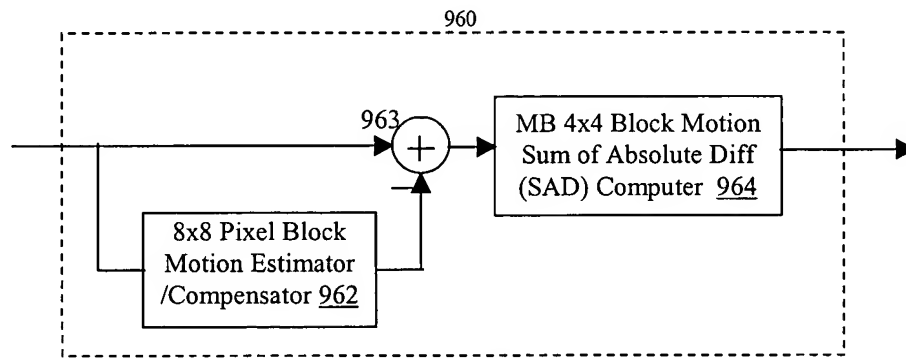 960
963
+
−
MB 4x4 Block Motion
Sum of Absolute Diff
(SAD) Computer 964
8x8 Pixel Block
Motion Estimator
/Compensator 962